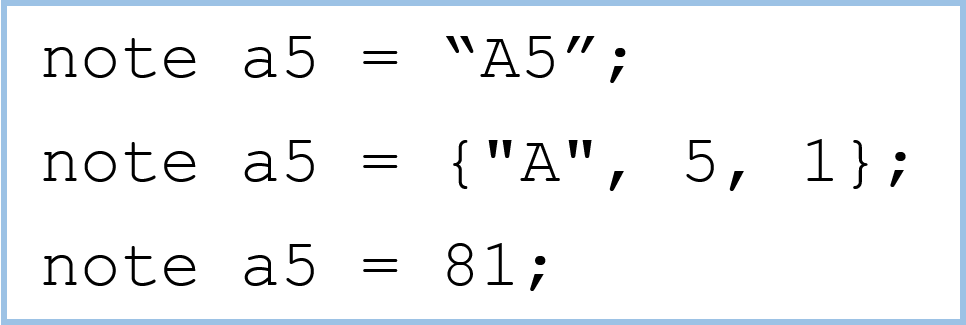 note a5 = “A5”;
note a5 = {"A", 5, 1};
note a5 = 81;